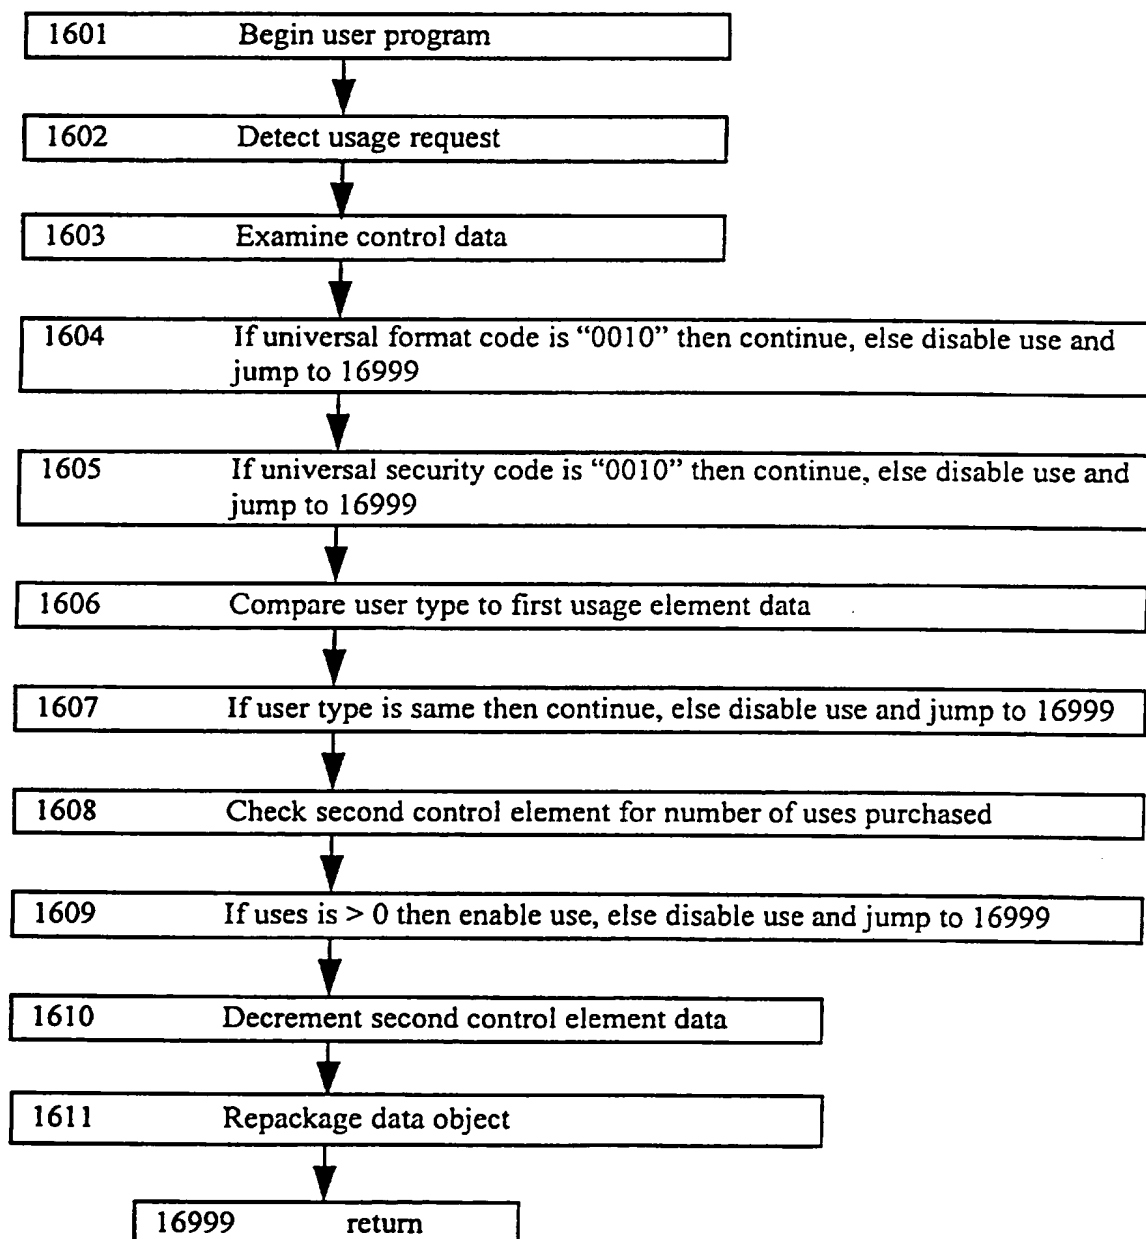 1601 Begin user program
1602 Detect usage request
1603 Examine control data
1604 If universal format code is “0010” then continue, else disable use and
jump to 16999
1605 If universal security code is “0010” then continue, else disable use and
jump to 16999
1606 Compare user type to first usage element data
1607 If user type is same then continue, else disable use and jump to 16999
1608 Check second control element for number of uses purchased
1609 If uses is > 0 then enable use, else disable use and jump to 16999
1610 Decrement second control element data
1611 Repackage data object
16999 return